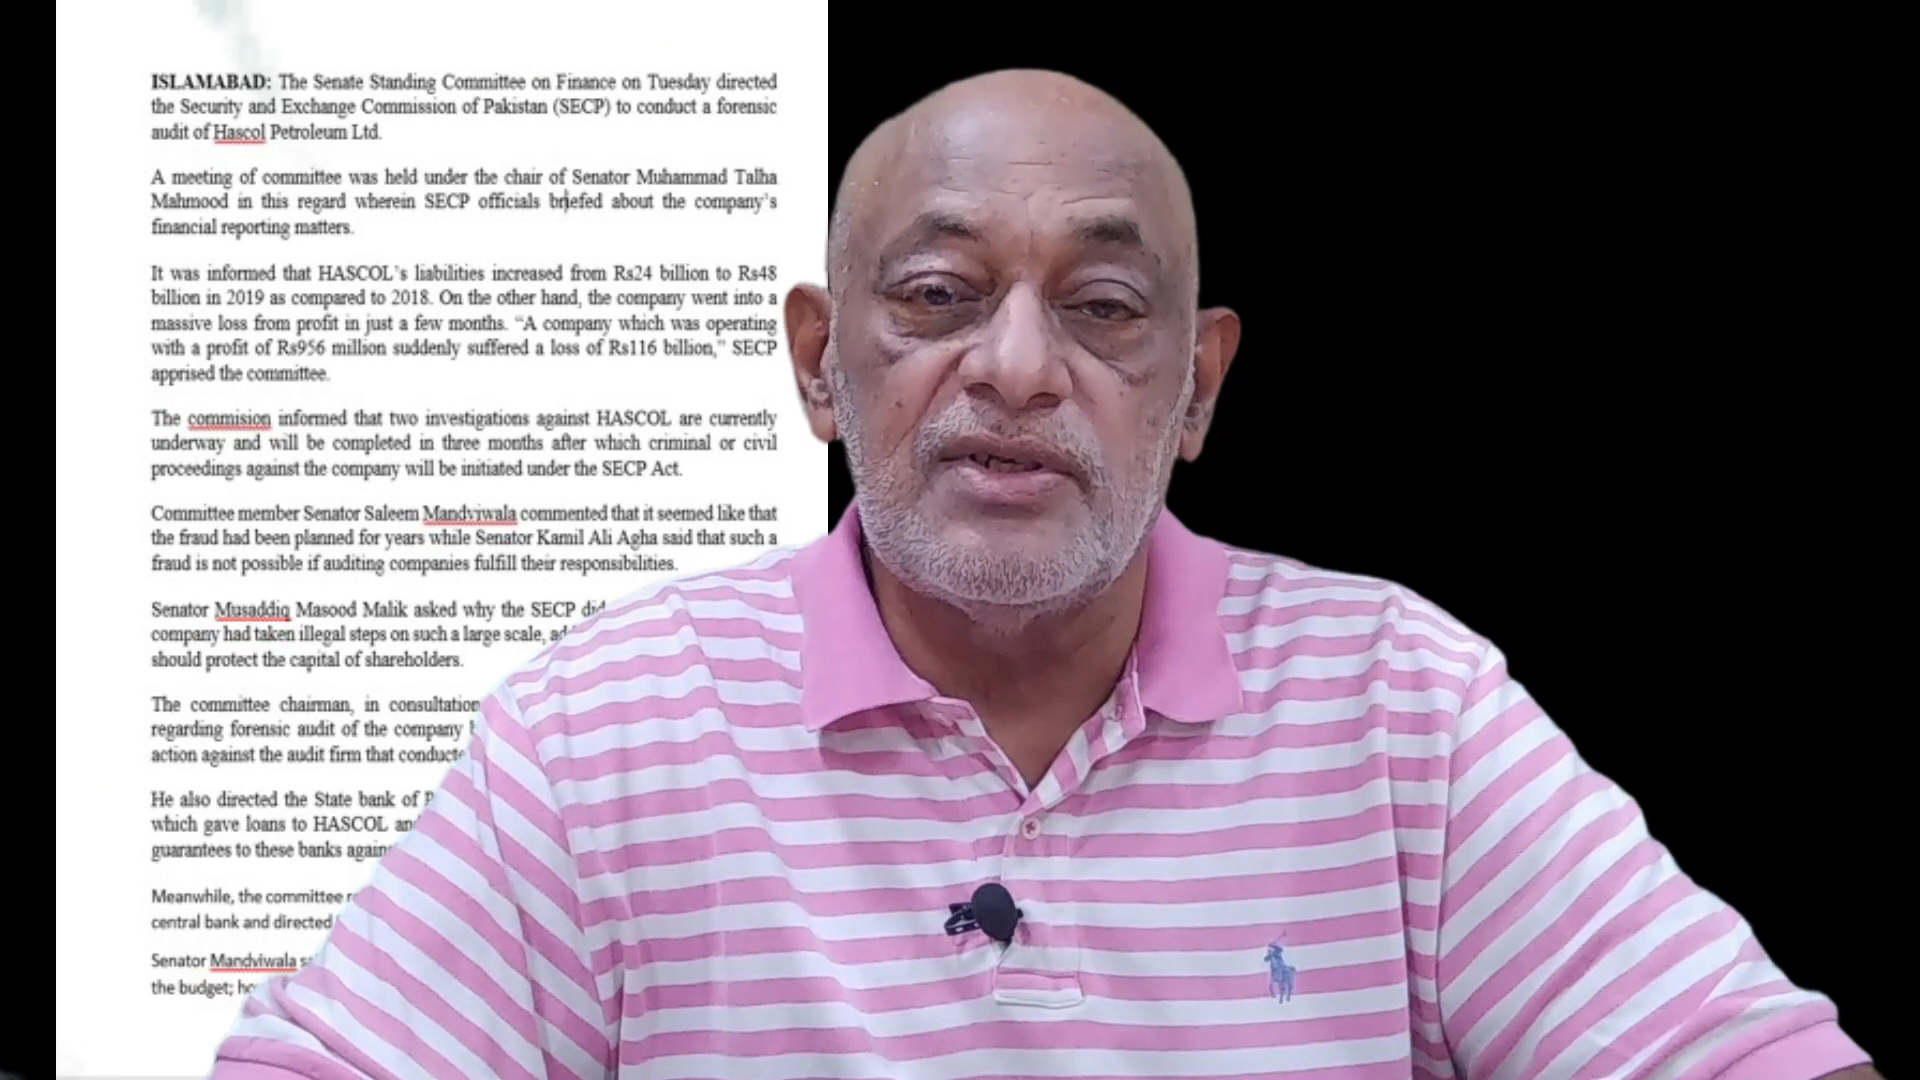 ISLAMABAD: The Senate Standing Committee on Finance on Tuesday directed
the Security and Exchange Commission of Pakistan (SECP) to conduct a forensic
audit of Hascol Petroleum Ltd.
A meeting of committee was held under the chair of Senator Muhammad Talha
Mahmood in this regard wherein SECP officials briefed about the company's
financial reporting matters.
It was informed that HASCOL's liabilities increased from Rs24 billion to Rs48
billion in 2019 as compared to 2018. On the other hand, the company went into a
massive loss from profit in just a few months. "A company which was operating
with a profit of Rs956 million suddenly suffered a loss of Rs116 billion," SECP
apprised the committee.
The commision informed that two investigations against HASCOL are currently
underway and will be completed in three months after which criminal or civil
proceedings against the company will be initiated under the SECP Act.
Committee member Senator Saleem Mandviwala commented that it seemed like that
the fraud had been planned for years while Senator Kamil Ali Agha said that such a
fraud is not possible if auditing companies fulfill their responsibilities.
Senator Musaddiq Masood Malik asked why the SECP did
company had taken illegal steps on such a large scale,
should protect the capital of shareholders.
The committee chairman, in consultation
regarding forensic audit of the company
action against the audit firm that
He also directed the State bank of
which gave loans to HASCOL
guarantees to these banks
Meanwhile, the committee
central bank and directed
Senator Mandviwala
the budget;